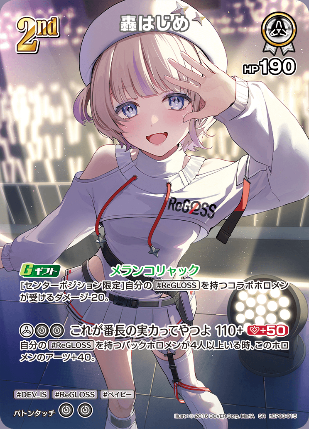 2nd
轟はじめ
HP190
ReGLOSS
Gギフト メランコリャック
[センターポジション限定]自分の#ReGLOSSを持つコラボホロメン
が受けるダメージ-20。
これが番長の実力ってやつよ 110+ +50
自分の#ReGLOSSを持つバックホロメンが4人以上いる時、このホロ
メンのアーツ+40。
#DEV_IS #ReGLOSS #ベイビー
バトンタッチ